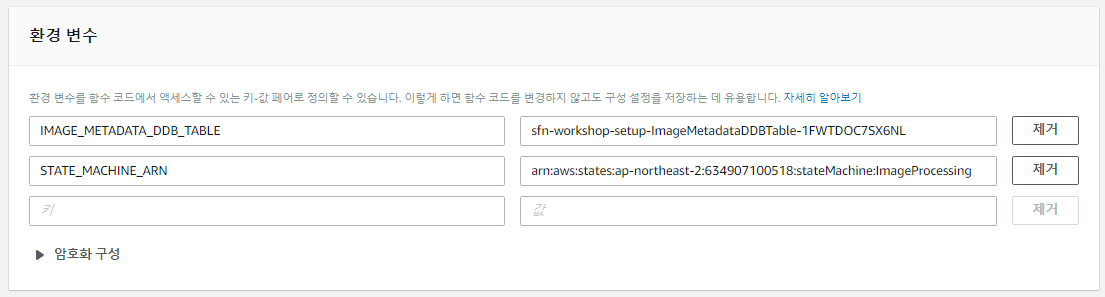 환경 변수
환경 변수를 함수 코드에서 액세스할 수 있는 키-값 페어로 정의할 수 있습니다. 이렇게 하면 함수 코드를 변경하지 않고도 구성 설정을 저장하는 데 유용합니다. 자세히 알아보기
IMAGE_METADATA_DDB_TABLE sfn-workshop-setup-ImageMetadataDDBTable-1FWTDOC7SX6NL 제거
STATE_MACHINE_ARN arn:aws:states:ap-northeast-2:634907100518:stateMachine:ImageProcessing 제거
키 값 제거
암호화 구성